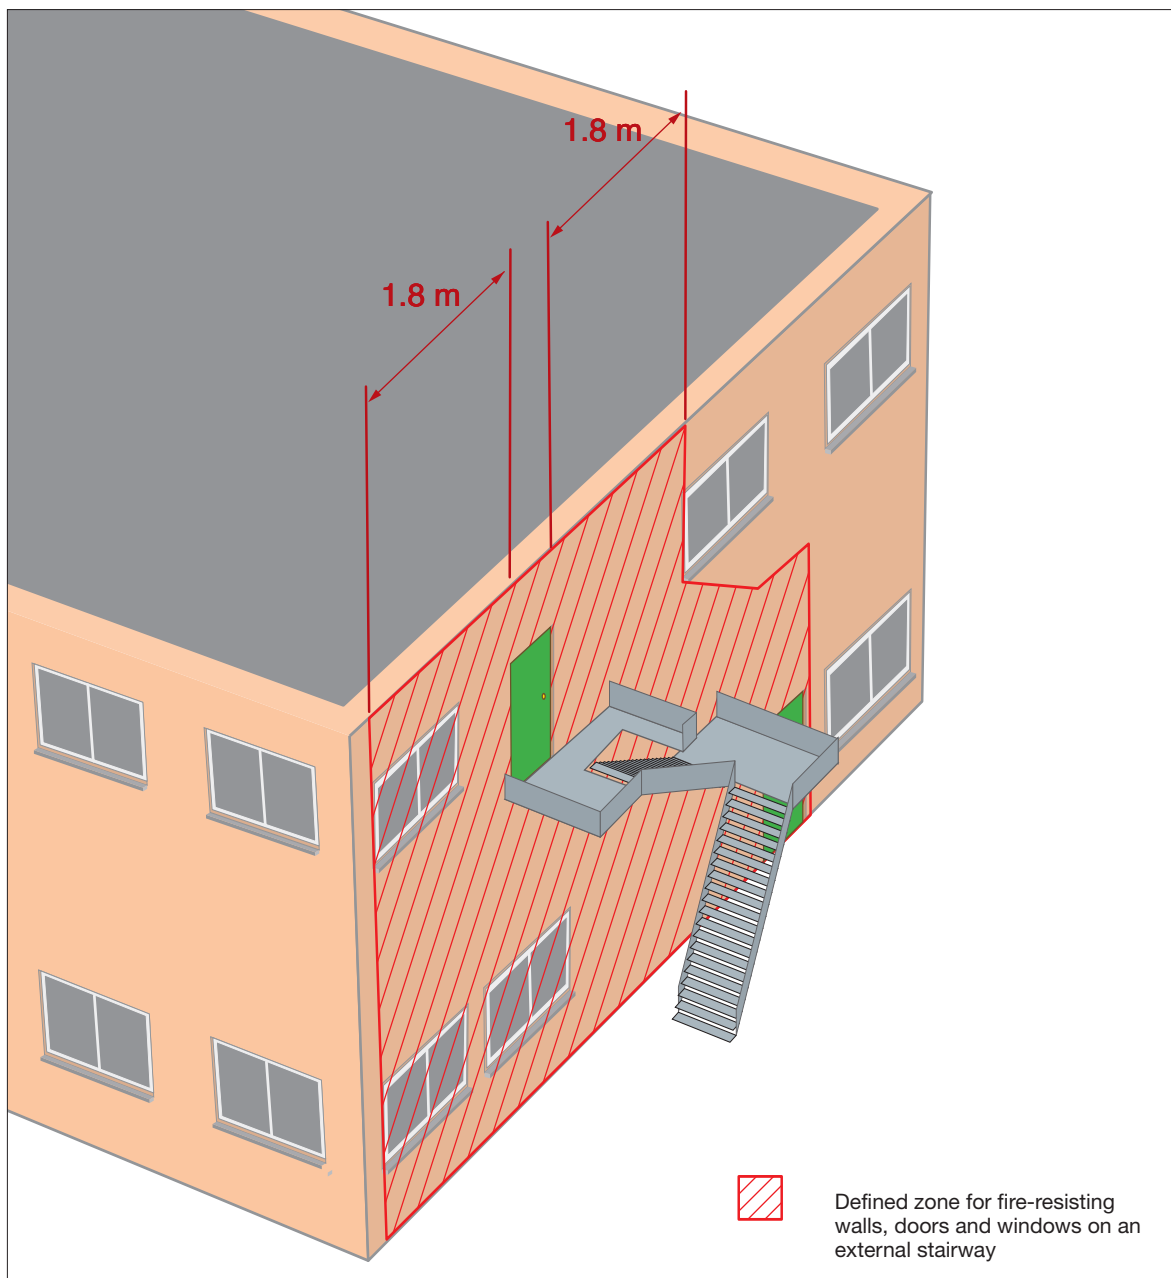 1.8 m
1.8 m
Defined zone for fire-resisting
walls, doors and windows on an
external stairway